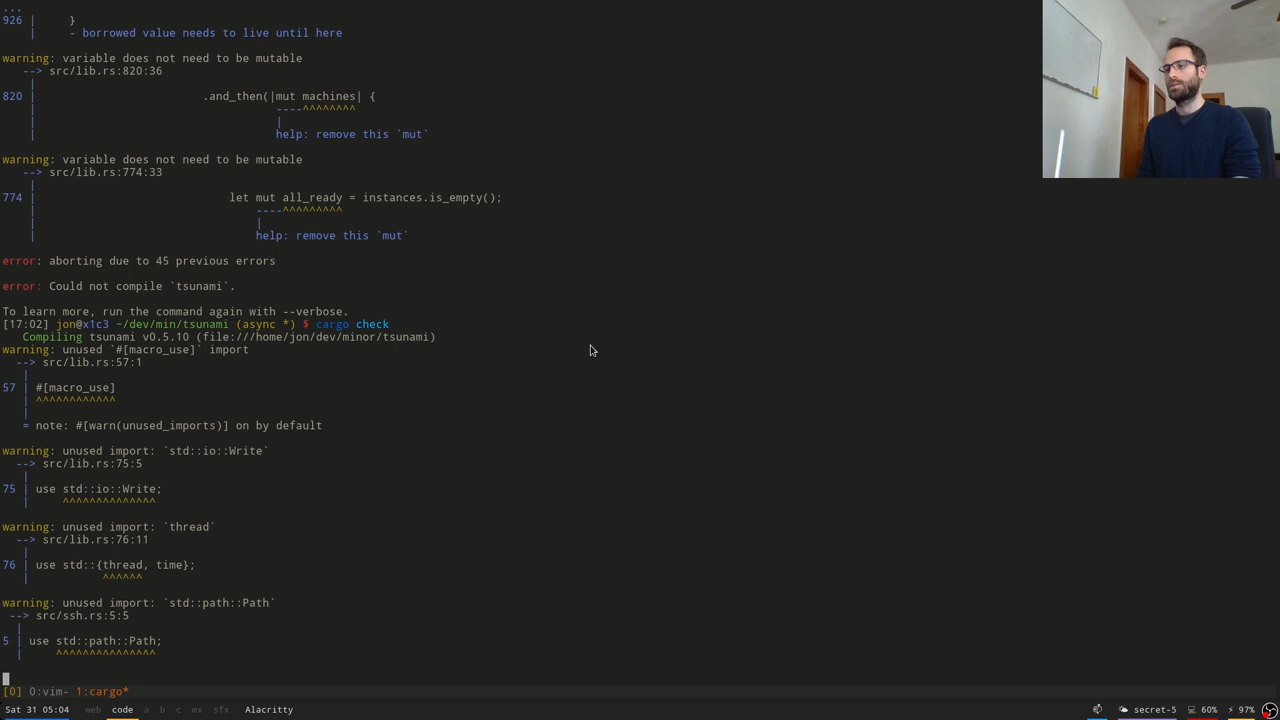 ...
926 |     }
    |     - borrowed value needs to live until here
warning: variable does not need to be mutable
   --> src/lib.rs:820:36
    |
820 |                         .and_then(|mut machines| {
    |                                    ----^^^^^^^^
    |                                    |
    |                                    help: remove this `mut`
warning: variable does not need to be mutable
   --> src/lib.rs:774:33
    |
774 |                             let mut all_ready = instances.is_empty();
    |                                 ----^^^^^^^^^
    |                                 |
    |                                 help: remove this `mut`
error: aborting due to 45 previous errors
error: Could not compile `tsunami`.
To learn more, run the command again with --verbose.
[17:02] jon@x1c3 ~/dev/min/tsunami (async *) $ cargo check
   Compiling tsunami v0.5.10 (file:///home/jon/dev/minor/tsunami)
warning: unused `#[macro_use]` import
  --> src/lib.rs:57:1
   |
57 | #[macro_use]
   | ^^^^^^^^^^^^
   |
   = note: #[warn(unused_imports)] on by default
warning: unused import: `std::io::Write`
  --> src/lib.rs:75:5
   |
75 | use std::io::Write;
   |     ^^^^^^^^^^^^^^
warning: unused import: `thread`
  --> src/lib.rs:76:11
   |
76 | use std::{thread, time};
   |           ^^^^^^
warning: unused import: `std::path::Path`
 --> src/ssh.rs:5:5
  |
5 | use std::path::Path;
  |     ^^^^^^^^^^^^^^^
[0] 0:vim- 1:cargo*
Sat 31 05:04 web code a b c mx sfx Alacritty secret-5 60% 97%